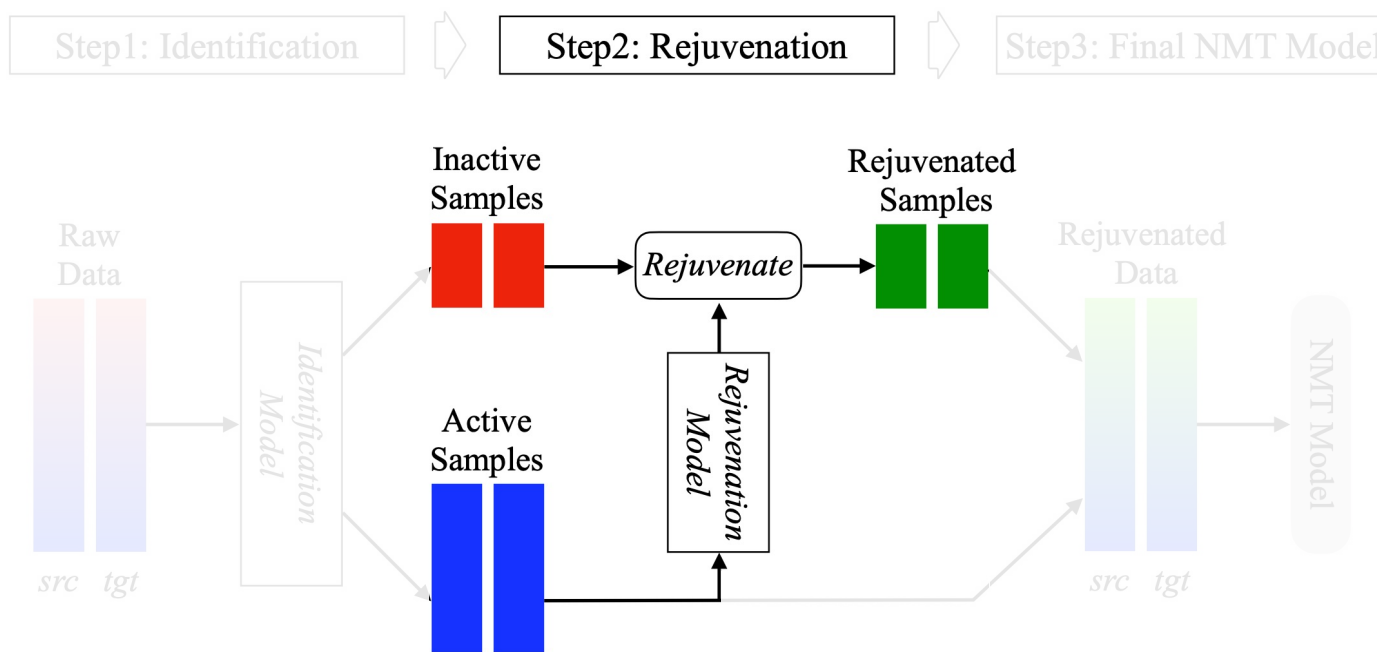 Step1: Identification
Step2: Rejuvenation
Step3: Final NMT Model
Inactive
Samples
Rejuvenated
Samples
Raw
Data
Rejuvenate
Rejuvenated
Data
Identification
Model
Active
Samples
Rejuvenation
Model
NMT Model
src
tgt
src
tgt